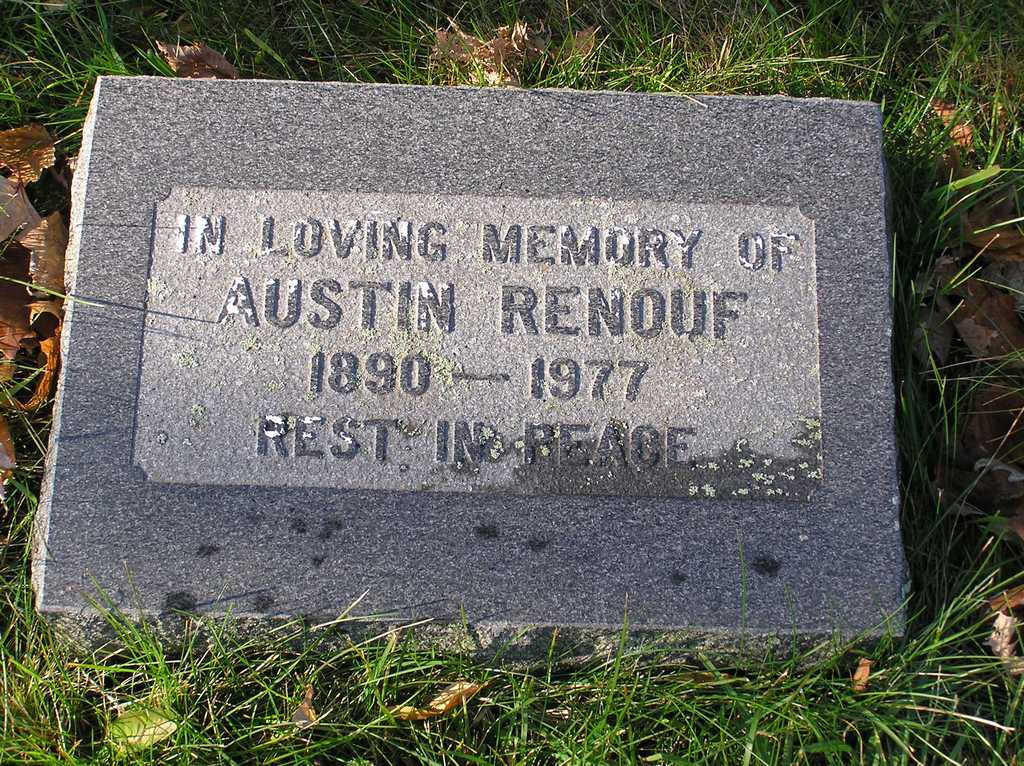 IN LOVING MEMORY OF
AUSTIN RENOUF
1890 — 1977
REST IN PEACE